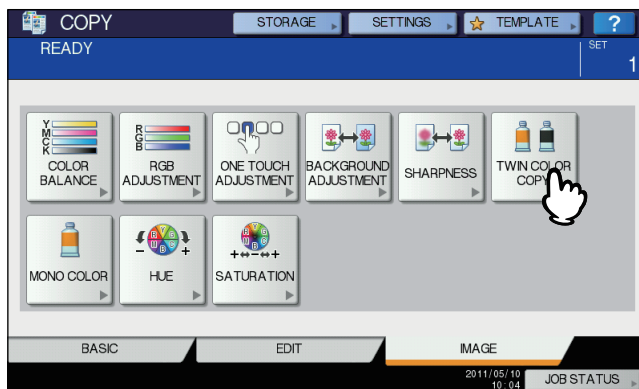 COPY
STORAGE
SETTINGS
TEMPLATE
?
READY
SET
1
Y
M
C
K
COLOR
BALANCE
R
G
B
RGB
ADJUSTMENT
ONE TOUCH
ADJUSTMENT
BACKGROUND
ADJUSTMENT
SHARPNESS
TWIN COLOR
COPY
MONO COLOR
- +
HUE
+↔−↔+
SATURATION
BASIC
EDIT
IMAGE
2011/05/10
10:04
JOB STATUS